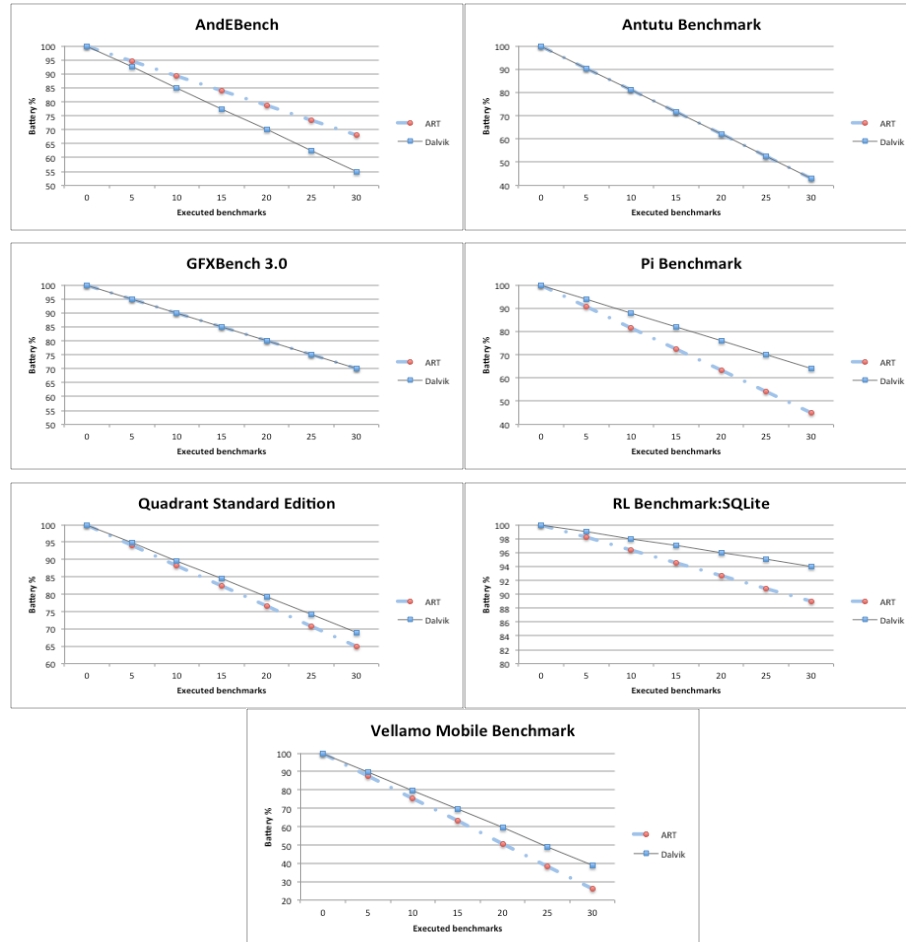 AndEBench
100
95
90
85
80
75
70
65
60
55
50
Battery %
0 5 10 15 20 25 30
Executed benchmarks
ART
Dalvik
Antutu Benchmark
100
90
80
70
60
50
40
Battery %
0 5 10 15 20 25 30
Executed benchmarks
ART
Dalvik
GFXBench 3.0
100
95
90
85
80
75
70
65
60
55
50
Battery %
0 5 10 15 20 25 30
Executed benchmarks
ART
Dalvik
Pi Benchmark
100
90
80
70
60
50
40
Battery %
0 5 10 15 20 25 30
Executed benchmarks
ART
Dalvik
Quadrant Standard Edition
100
95
90
85
80
75
70
65
60
Battery %
0 5 10 15 20 25 30
Executed benchmarks
ART
Dalvik
RL Benchmark:SQLite
100
98
96
94
92
90
88
86
84
82
80
Battery %
0 5 10 15 20 25 30
Executed benchmarks
ART
Dalvik
Vellamo Mobile Benchmark
100
90
80
70
60
50
40
30
20
Battery %
0 5 10 15 20 25 30
Executed benchmarks
ART
Dalvik